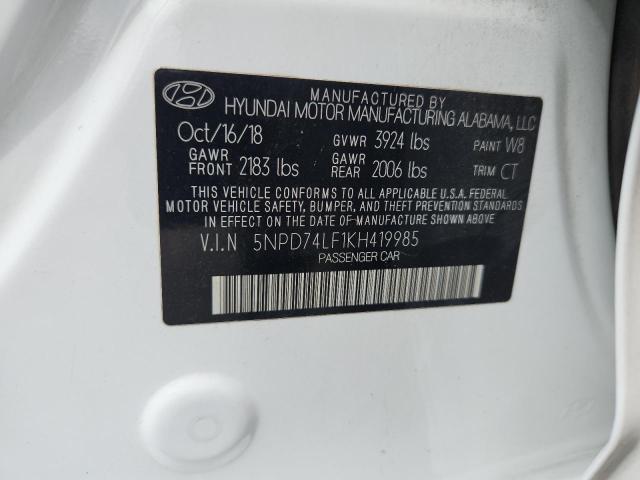 MANUFACTURED BY
HYUNDAI MOTOR MANUFACTURING ALABAMA, LLC
Oct/16/18 GVWR 3924 lbs PAINT W8
GAWR FRONT 2183 lbs GAWR REAR 2006 lbs TRIM CT
THIS VEHICLE CONFORMS TO ALL APPLICABLE U.S.A. FEDERAL
MOTOR VEHICLE SAFETY, BUMPER, AND THEFT PREVENTION STANDARDS
IN EFFECT ON THE DATE OF MANUFACTURE SHOWN ABOVE.
V.I.N 5NPD74LF1KH419985
PASSENGER CAR